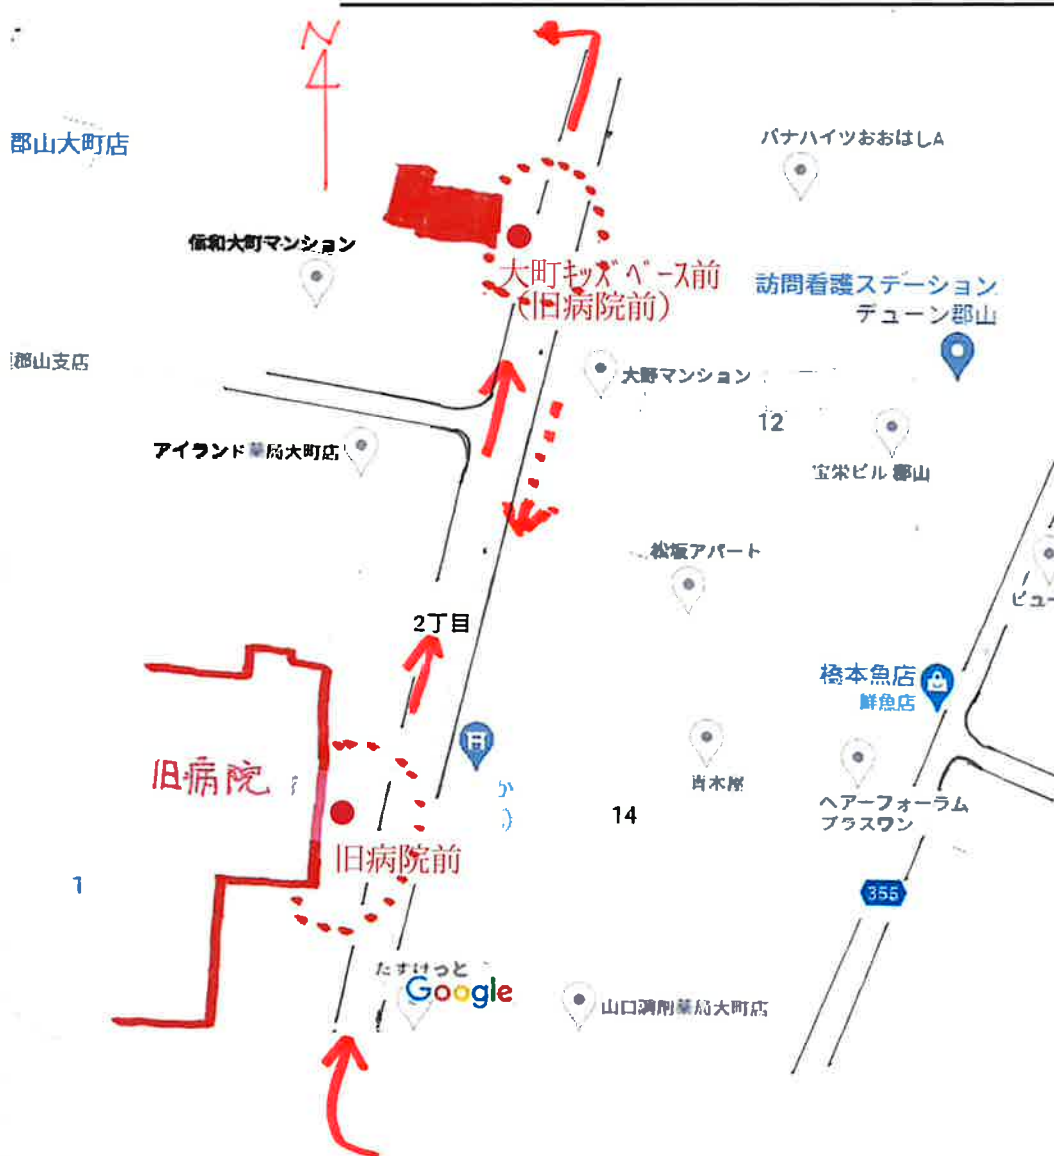 N
郡山大町店
パナハイツおおはしA
信和大町マンション
大町キッズベース前
(旧病院前)
訪問看護ステーション
デューン郡山
郡山支店
大野マンション
12
アイランド薬局大町店
宝栄ビル 郡山
松坂アパート
ビュー
2丁目
橋本魚店
鮮魚店
旧病院
青木屋
14
ヘアーフォーラム
プラスワン
旧病院前
1
355
たすけっと
Google
山口調剤薬局大町店